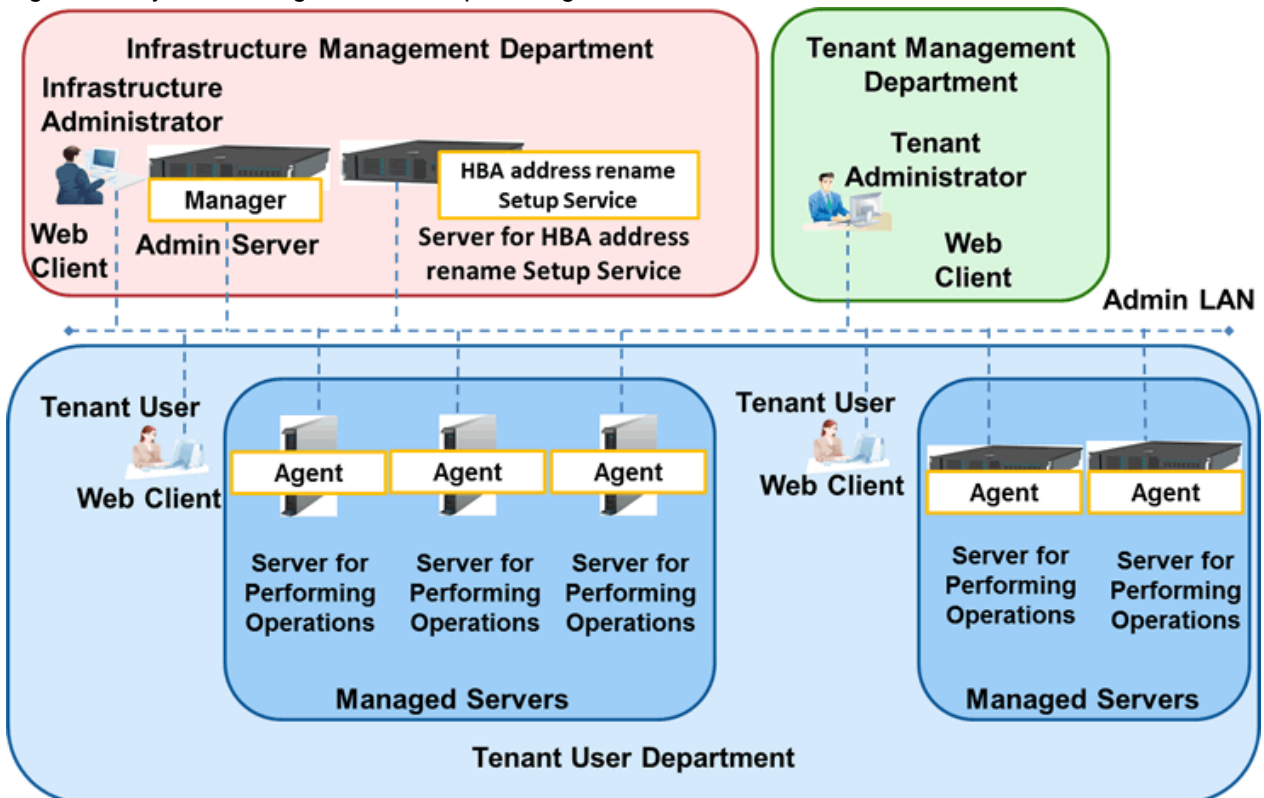 Infrastructure Management Department
Infrastructure
Administrator
Manager
HBA address rename
Setup Service
Web
Client
Admin Server
Server for HBA address
rename Setup Service
Tenant Management
Department
Tenant
Administrator
Web
Client
Admin LAN
Tenant User
Web Client
Agent
Agent
Agent
Server for
Performing
Operations
Server for
Performing
Operations
Server for
Performing
Operations
Managed Servers
Tenant User
Web Client
Agent
Agent
Server for
Performing
Operations
Server for
Performing
Operations
Managed Servers
Tenant User Department